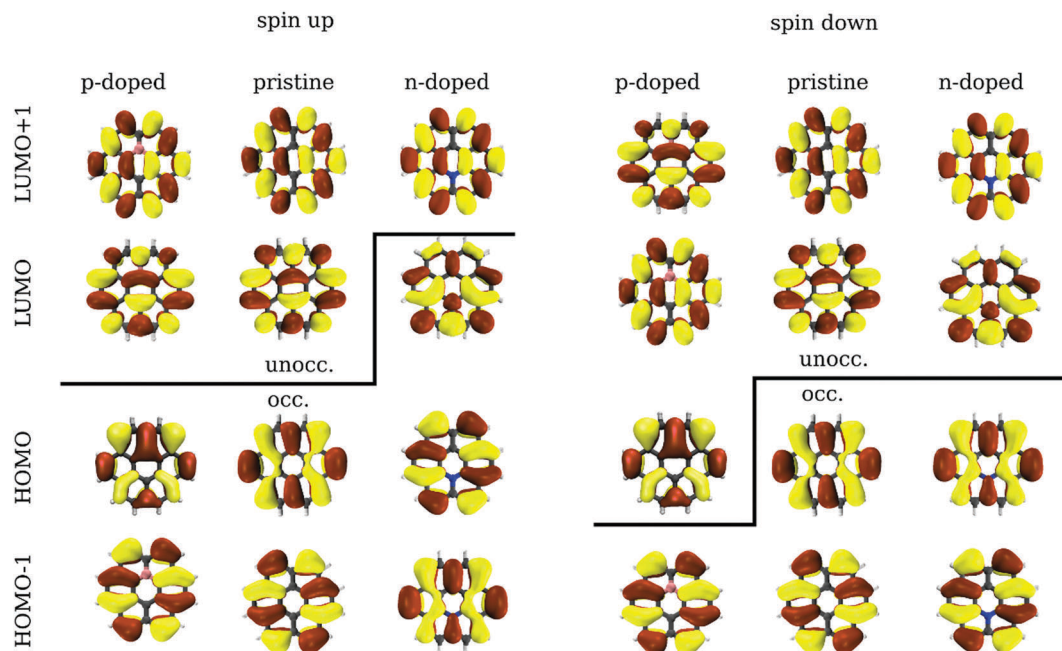 spin up
spin down
p-doped pristine n-doped
p-doped pristine n-doped
LUMO+1
LUMO
unocc.
occ.
unocc.
occ.
HOMO
HOMO-1